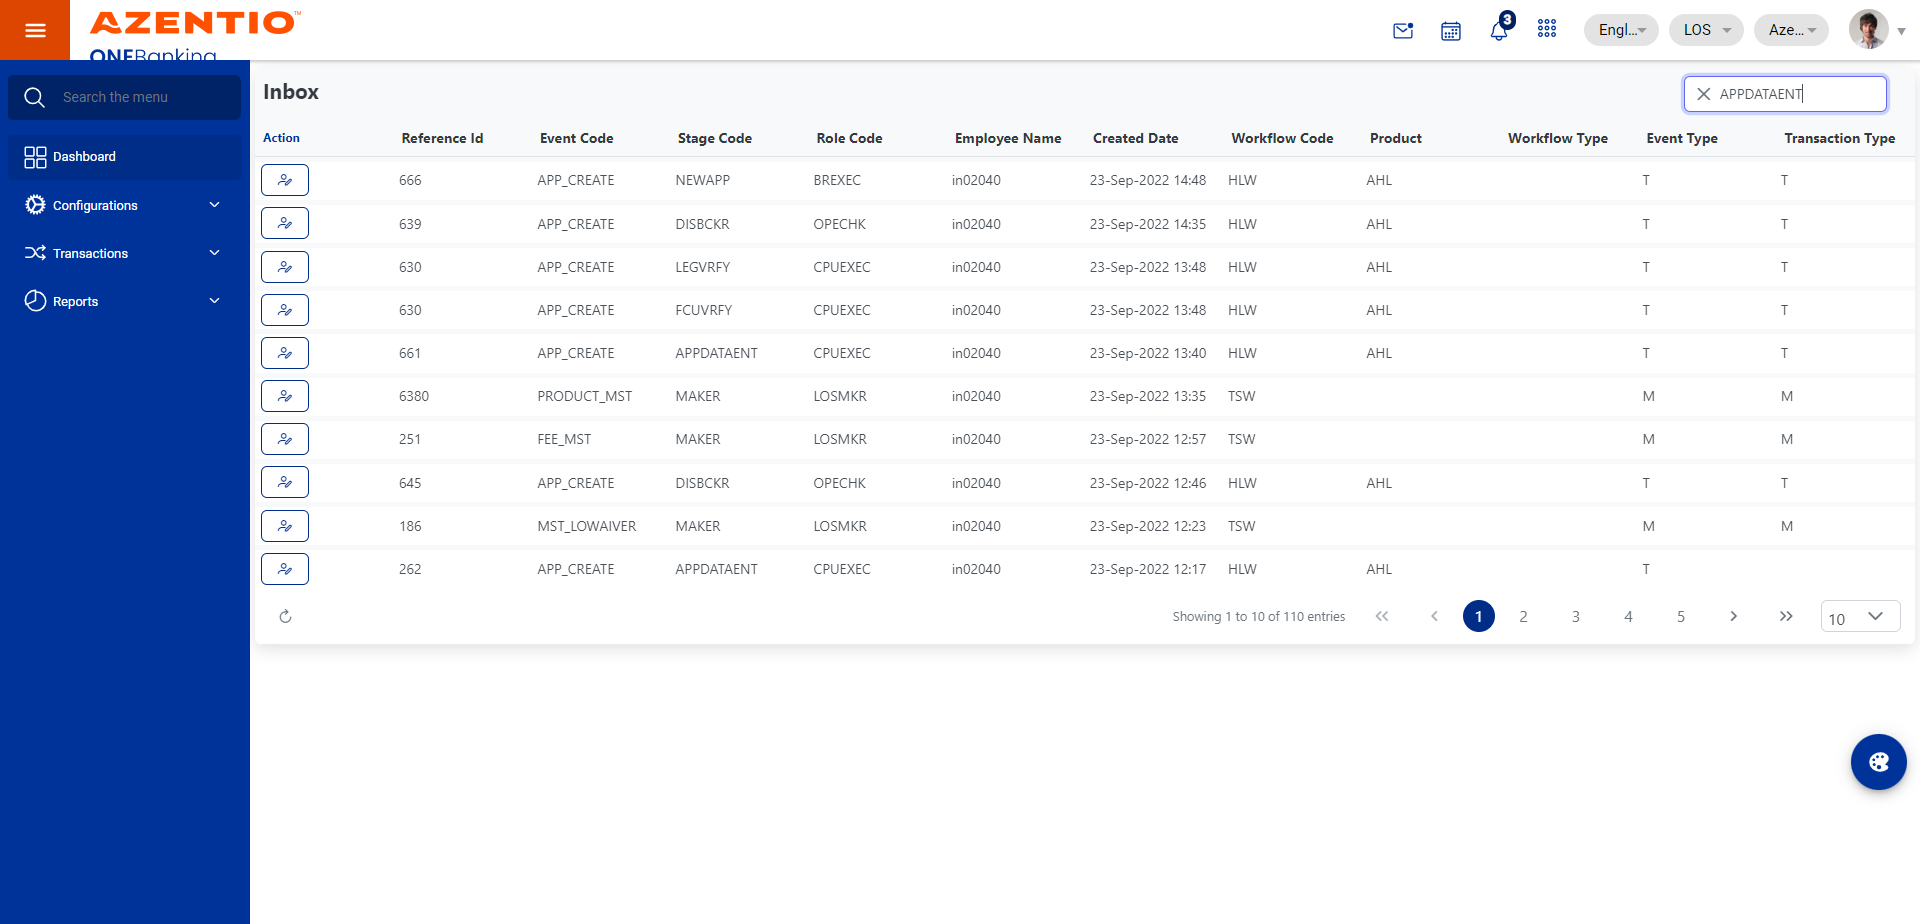 AZENTIO™
ONEBanking
3
Engl...
LOS
Aze...
Search the menu
Dashboard
Configurations
Transactions
Reports
Inbox
APPDATAENT
Action Reference Id Event Code Stage Code Role Code Employee Name Created Date Workflow Code Product Workflow Type Event Type Transaction Type
666 APP_CREATE NEWAPP BREXEC in02040 23-Sep-2022 14:48 HLW AHL T T
639 APP_CREATE DISBCKR OPECHK in02040 23-Sep-2022 14:35 HLW AHL T T
630 APP_CREATE LEGVRFY CPUEXEC in02040 23-Sep-2022 13:48 HLW AHL T T
630 APP_CREATE FCUVRFY CPUEXEC in02040 23-Sep-2022 13:48 HLW AHL T T
661 APP_CREATE APPDATAENT CPUEXEC in02040 23-Sep-2022 13:40 HLW AHL T T
6380 PRODUCT_MST MAKER LOSMKR in02040 23-Sep-2022 13:35 TSW M M
251 FEE_MST MAKER LOSMKR in02040 23-Sep-2022 12:57 TSW M M
645 APP_CREATE DISBCKR OPECHK in02040 23-Sep-2022 12:46 HLW AHL T T
186 MST_LOWAIVER MAKER LOSMKR in02040 23-Sep-2022 12:23 TSW M M
262 APP_CREATE APPDATAENT CPUEXEC in02040 23-Sep-2022 12:17 HLW AHL T
Showing 1 to 10 of 110 entries << < 1 2 3 4 5 > >> 10